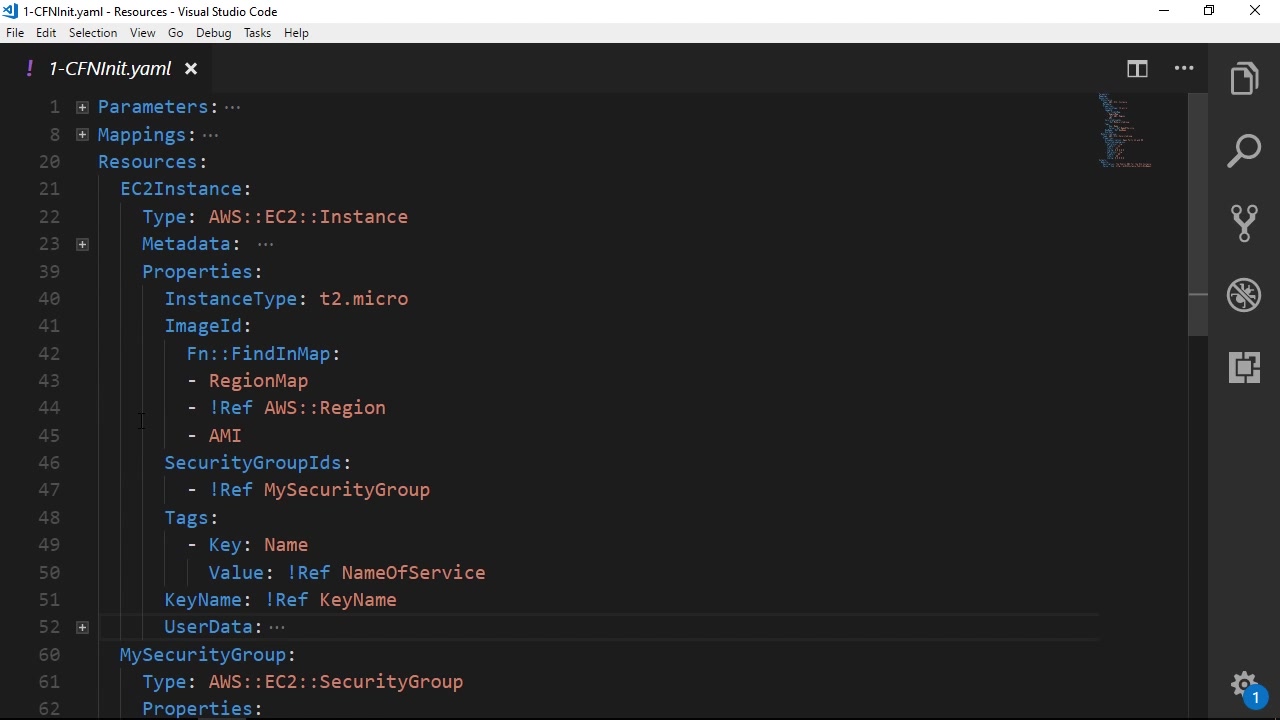 1-CFNInit.yaml - Resources - Visual Studio Code
File Edit Selection View Go Debug Tasks Help
! 1-CFNInit.yaml ×
1 Parameters: ···
8 Mappings: ···
20 Resources:
21 EC2Instance:
22 Type: AWS::EC2::Instance
23 Metadata: ···
39 Properties:
40 InstanceType: t2.micro
41 ImageId:
42 Fn::FindInMap:
43 - RegionMap
44 - !Ref AWS::Region
45 - AMI
46 SecurityGroupIds:
47 - !Ref MySecurityGroup
48 Tags:
49 - Key: Name
50 Value: !Ref NameOfService
51 KeyName: !Ref KeyName
52 UserData: ···
60 MySecurityGroup:
61 Type: AWS::EC2::SecurityGroup
62 Properties:
1